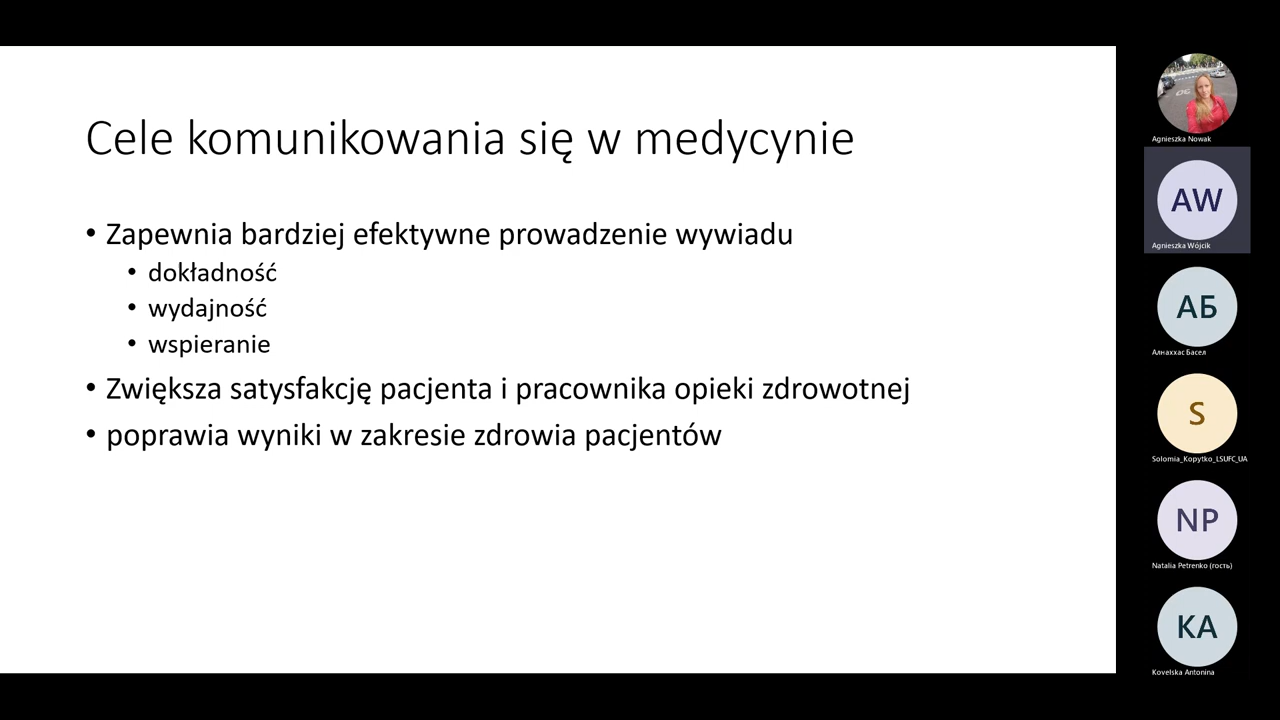 Cele komunikowania się w medycynie
• Zapewnia bardziej efektywne prowadzenie wywiadu
• dokładność
• wydajność
• wspieranie
• Zwiększa satysfakcję pacjenta i pracownika opieki zdrowotnej
• poprawia wyniki w zakresie zdrowia pacjentów
Agnieszka Nowak
AW
Agnieszka Wójcik
АБ
Алнаххас Басел
S
Solomia_Kopytko_LSUFC_UA
NP
Natalia Petrenko (гость)
KA
Kovelska Antonina